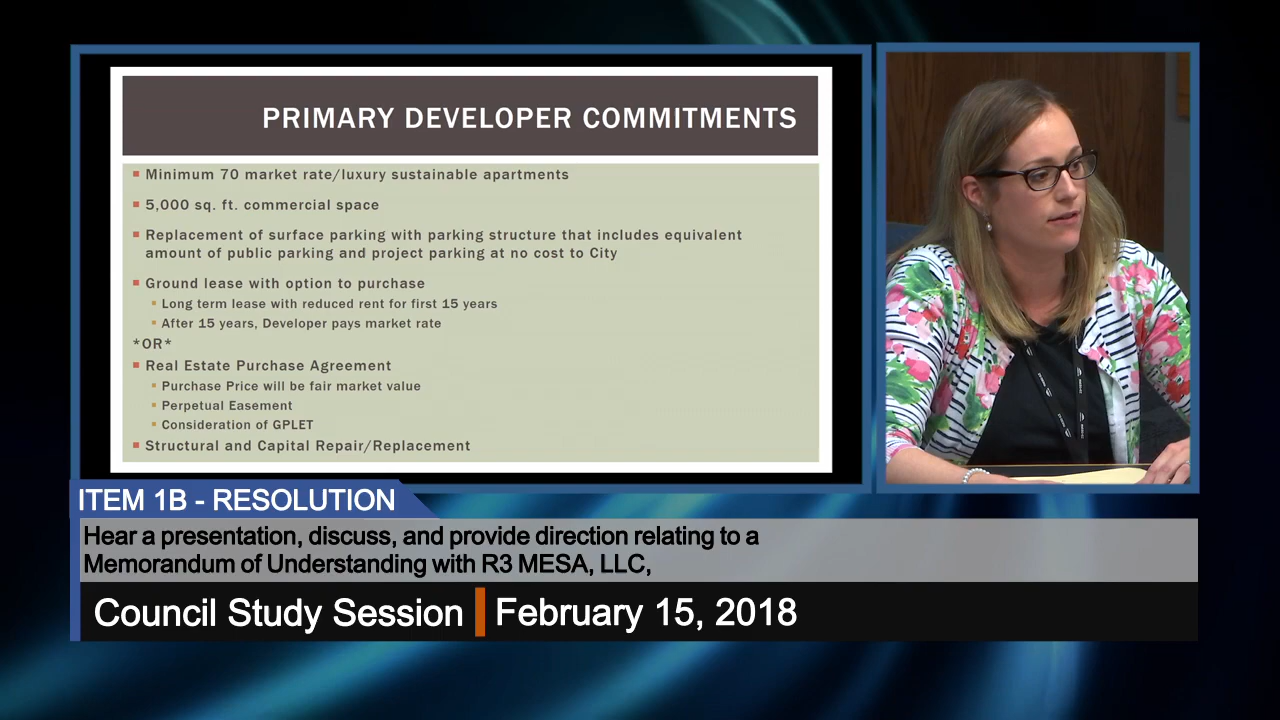 PRIMARY DEVELOPER COMMITMENTS
Minimum 70 market rate/luxury sustainable apartments
5,000 sq. ft. commercial space
Replacement of surface parking with parking structure that includes equivalent
amount of public parking and project parking at no cost to City
Ground lease with option to purchase
Long term lease with reduced rent for first 15 years
After 15 years, Developer pays market rate
*OR*
Real Estate Purchase Agreement
Purchase Price will be fair market value
Perpetual Easement
Consideration of GPLET
Structural and Capital Repair/Replacement
ITEM 1B - RESOLUTION
Hear a presentation, discuss, and provide direction relating to a
Memorandum of Understanding with R3 MESA, LLC,
Council Study Session
February 15, 2018